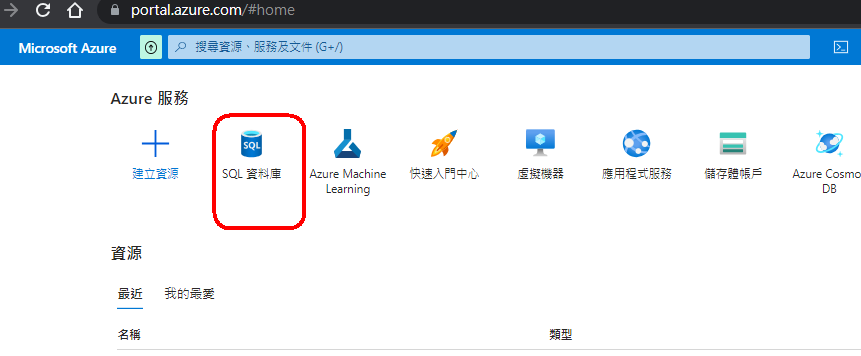 portal.azure.com/#home
Microsoft Azure
搜尋資源、服務及文件 (G+/)
Azure 服務
建立資源
SQL
SQL 資料庫
Azure Machine
Learning
快速入門中心
虛擬機器
應用程式服務
儲存體帳戶
Azure Cosmo
DB
資源
最近
我的最愛
名稱
類型